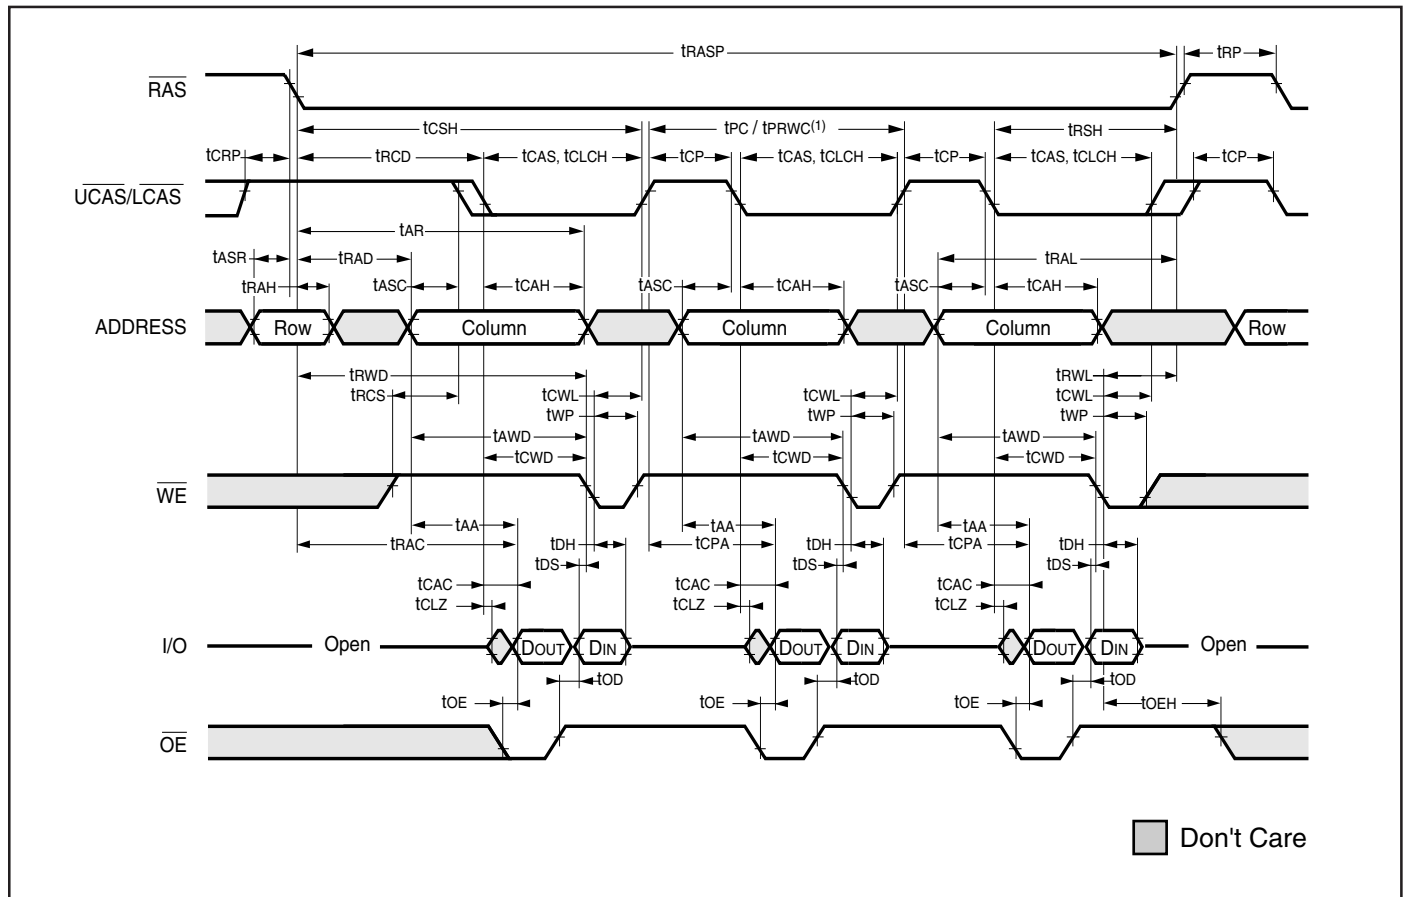 tRASP tRP
RAS
tCSH tPC / tPRWC(1) tRSH
tCRP tRCD tCAS, tCLCH tCP tCAS, tCLCH tCP tCAS, tCLCH tCP
UCAS/LCAS
tAR
tASR tRAD tRAL
tRAH tASC tCAH tASC tCAH tASC tCAH
ADDRESS Row Column Column Column Row
tRWD tRWL
tRCS tCWL tCWL tCWL
tWP tWP tWP
tAWD tAWD tAWD
tCWD tCWD tCWD
WE
tAA tAA tAA
tRAC tDH tCPA tDH tCPA tDH
tDS tDS tDS
tCAC tCAC tCAC
tCLZ tCLZ tCLZ
I/O Open DOUT DIN DOUT DIN DOUT DIN Open
tOD tOD tOD
tOE tOE tOE tOEH
OE
Don't Care